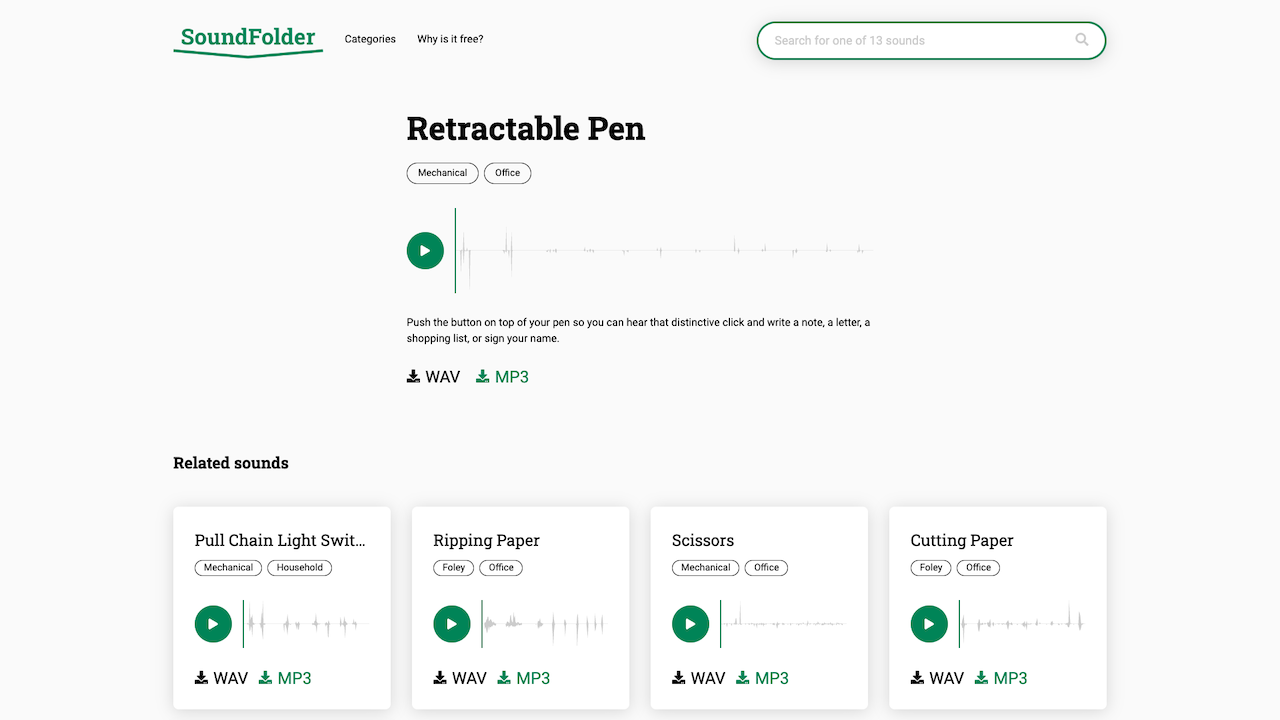 SoundFolder
Categories
Why is it free?
Search for one of 13 sounds
Retractable Pen
Mechanical
Office
Push the button on top of your pen so you can hear that distinctive click and write a note, a letter, a
shopping list, or sign your name.
WAV
MP3
Related sounds
Pull Chain Light Swit...
Mechanical
Household
WAV
MP3
Ripping Paper
Foley
Office
WAV
MP3
Scissors
Mechanical
Office
WAV
MP3
Cutting Paper
Foley
Office
WAV
MP3